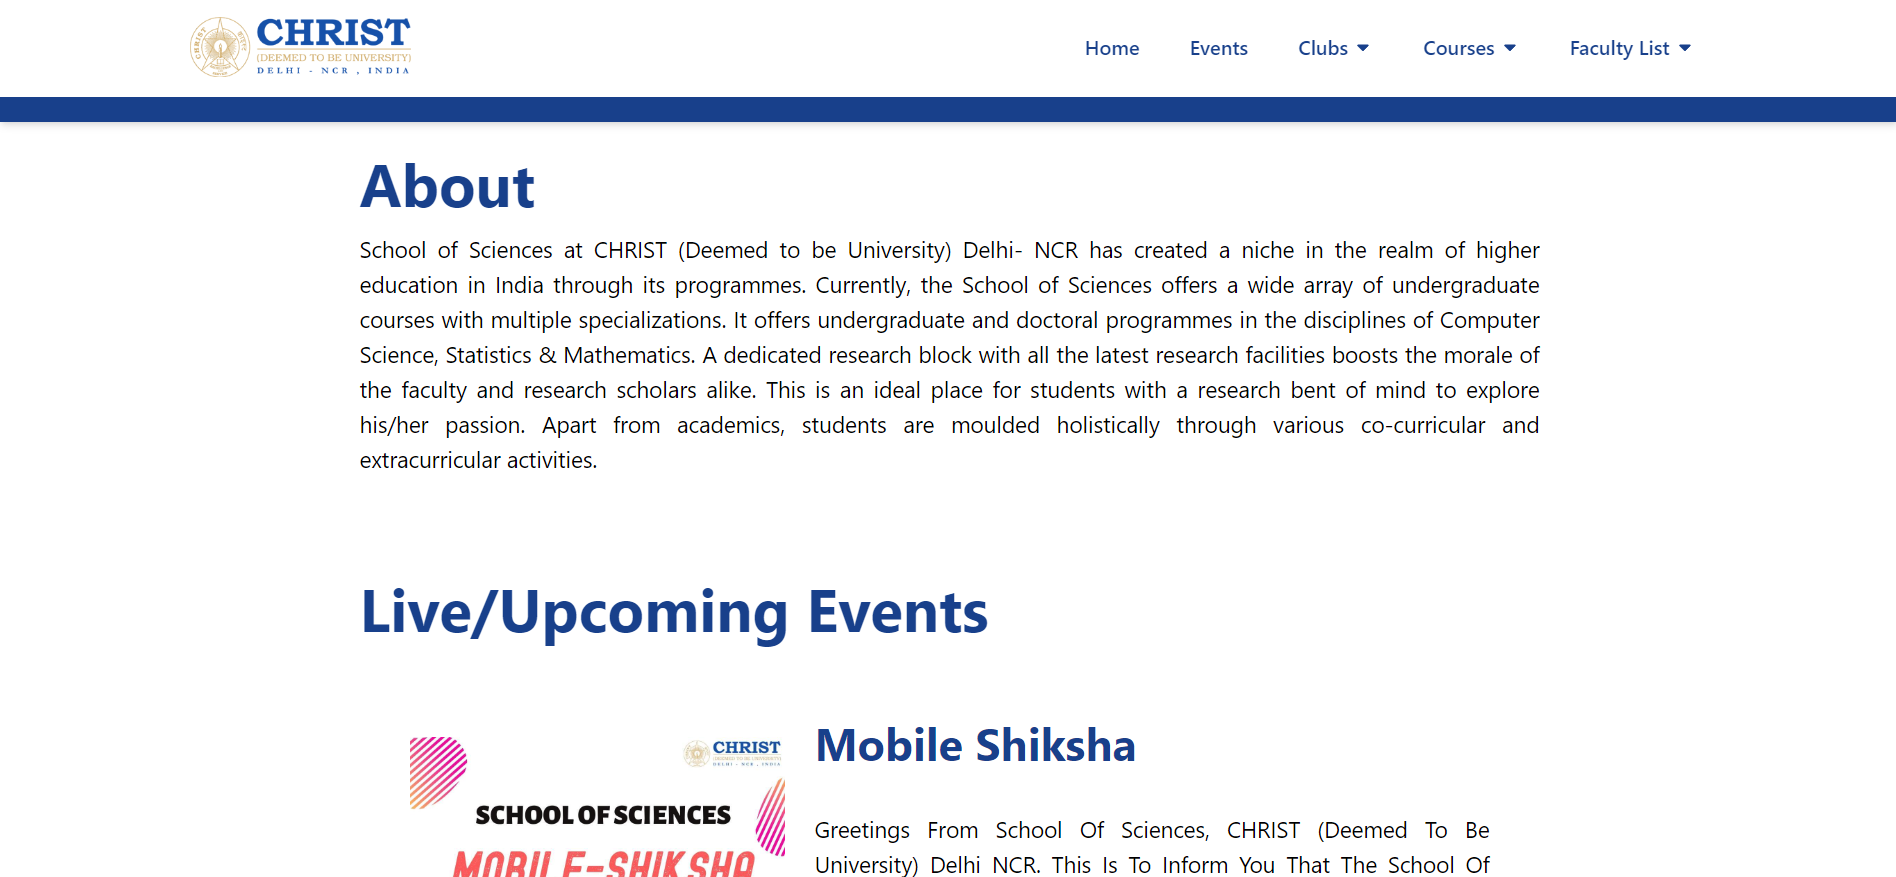 CHRIST
(DEEMED TO BE UNIVERSITY)
DELHI - NCR , INDIA
Home
Events
Clubs
Courses
Faculty List
About
School of Sciences at CHRIST (Deemed to be University) Delhi- NCR has created a niche in the realm of higher
education in India through its programmes. Currently, the School of Sciences offers a wide array of undergraduate
courses with multiple specializations. It offers undergraduate and doctoral programmes in the disciplines of Computer
Science, Statistics & Mathematics. A dedicated research block with all the latest research facilities boosts the morale of
the faculty and research scholars alike. This is an ideal place for students with a research bent of mind to explore
his/her passion. Apart from academics, students are moulded holistically through various co-curricular and
extracurricular activities.
Live/Upcoming Events
CHRIST
(DEEMED TO BE UNIVERSITY)
DELHI - NCR , INDIA
SCHOOL OF SCIENCES
MOBILE-SHIKSHA
Mobile Shiksha
Greetings From School Of Sciences, CHRIST (Deemed To Be
University) Delhi NCR. This Is To Inform You That The School Of